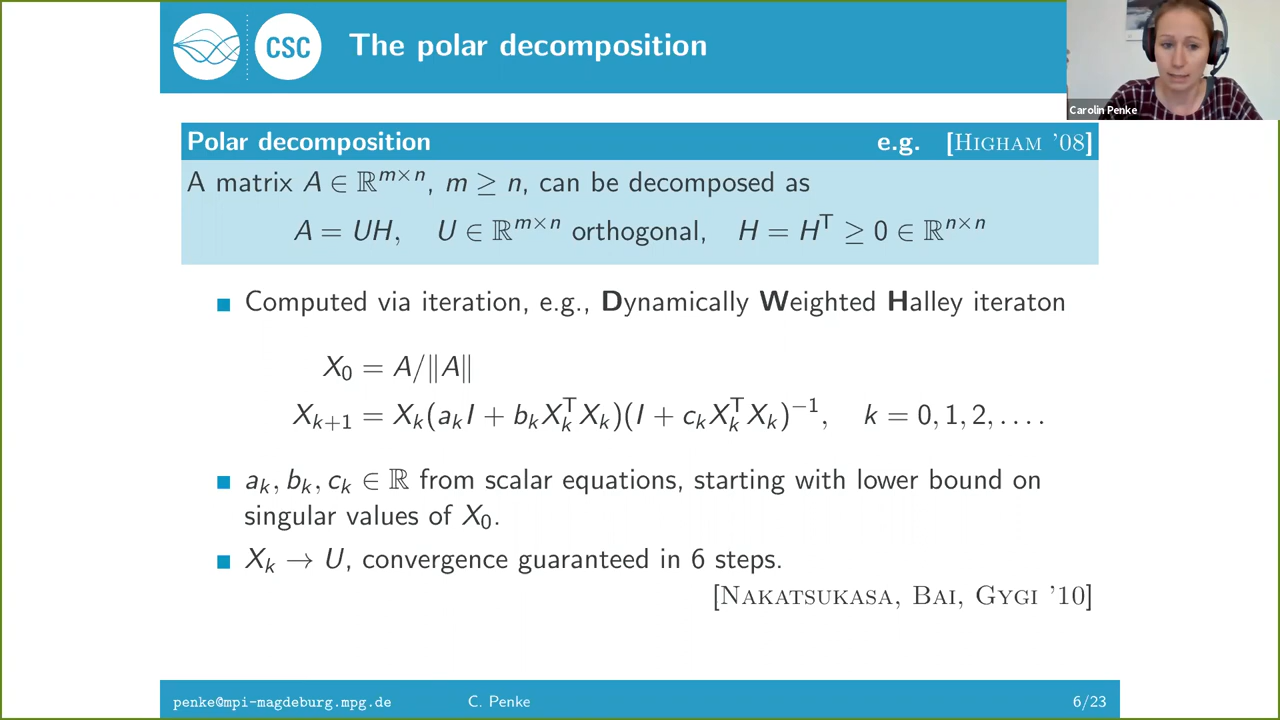 CSC
The polar decomposition
Carolin Penke
Polar decomposition e.g. [Higham ’08]
A matrix A ∈ ℝ^{m×n}, m ≥ n, can be decomposed as
A = UH, U ∈ ℝ^{m×n} orthogonal, H = H^T ≥ 0 ∈ ℝ^{n×n}
Computed via iteration, e.g., Dynamically Weighted Halley iteraton
X_0 = A/‖A‖
X_{k+1} = X_k(a_k I + b_k X_k^T X_k)(I + c_k X_k^T X_k)^{−1}, k = 0, 1, 2, . . . .
a_k, b_k, c_k ∈ ℝ from scalar equations, starting with lower bound on
singular values of X_0.
X_k → U, convergence guaranteed in 6 steps.
[Nakatsukasa, Bai, Gygi ’10]
penke@mpi-magdeburg.mpg.de C. Penke 6/23